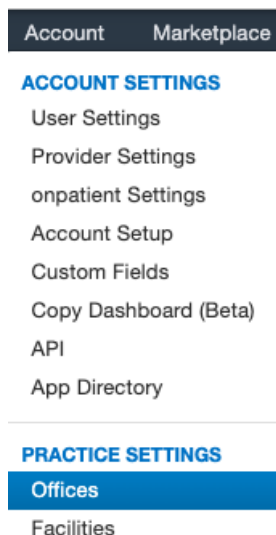 Account Marketplace
ACCOUNT SETTINGS
User Settings
Provider Settings
onpatient Settings
Account Setup
Custom Fields
Copy Dashboard (Beta)
API
App Directory
PRACTICE SETTINGS
Offices
Facilities